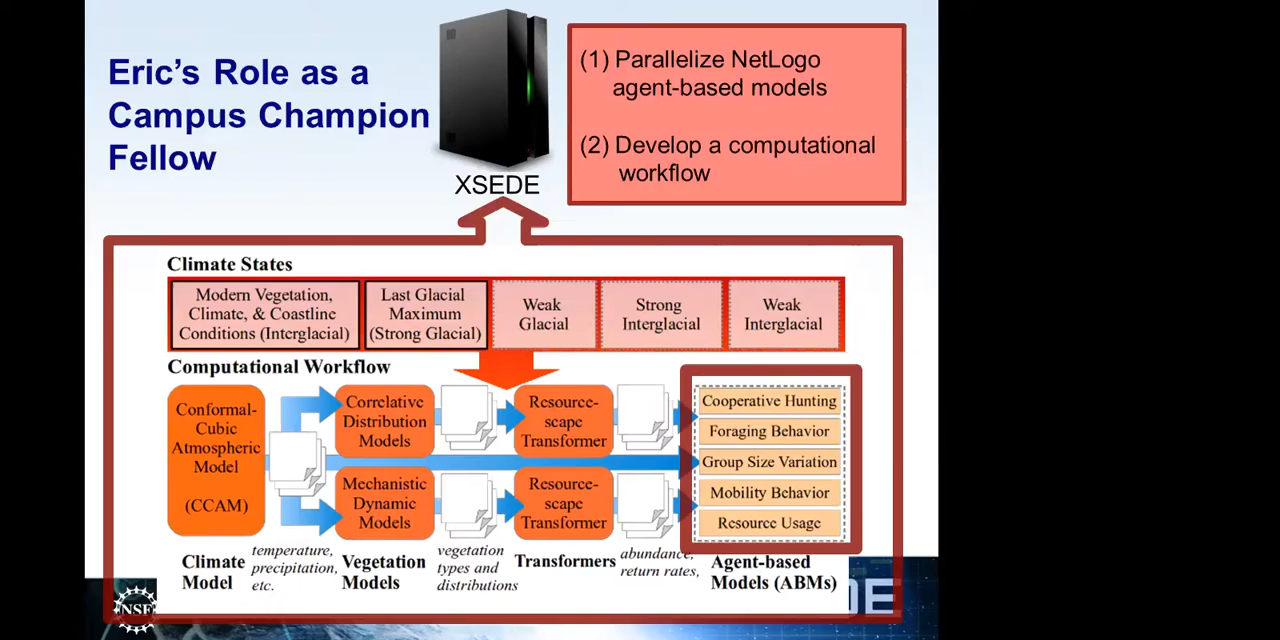 Eric's Role as a
Campus Champion
Fellow
XSEDE
(1) Parallelize NetLogo
agent-based models
(2) Develop a computational
workflow
Climate States
Modern Vegetation,
Climate, & Coastline
Conditions (Interglacial)
Last Glacial
Maximum
(Strong Glacial)
Weak
Glacial
Strong
Interglacial
Weak
Interglacial
Computational Workflow
Conformal-
Cubic
Atmospheric
Model
(CCAM)
Correlative
Distribution
Models
Resource-
scape
Transformer
Mechanistic
Dynamic
Models
Resource-
scape
Transformer
Cooperative Hunting
Foraging Behavior
Group Size Variation
Mobility Behavior
Resource Usage
Climate
Model
temperature,
precipitation,
etc.
Vegetation
Models
vegetation
types and
distributions
Transformers
abundance,
return rates,
Agent-based
Models (ABMs)
NSF
DE